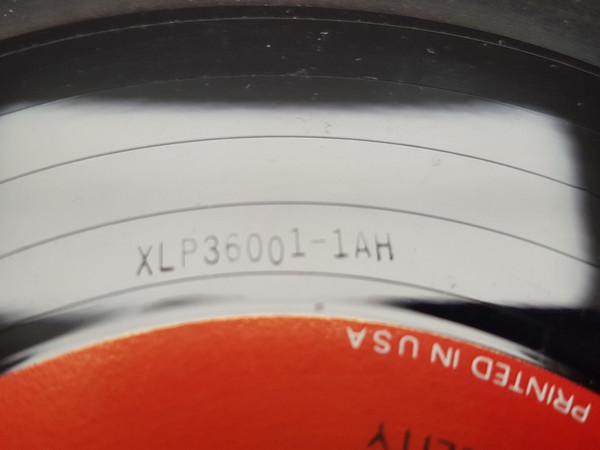 XLP36001-1AH
PRINTED IN USA